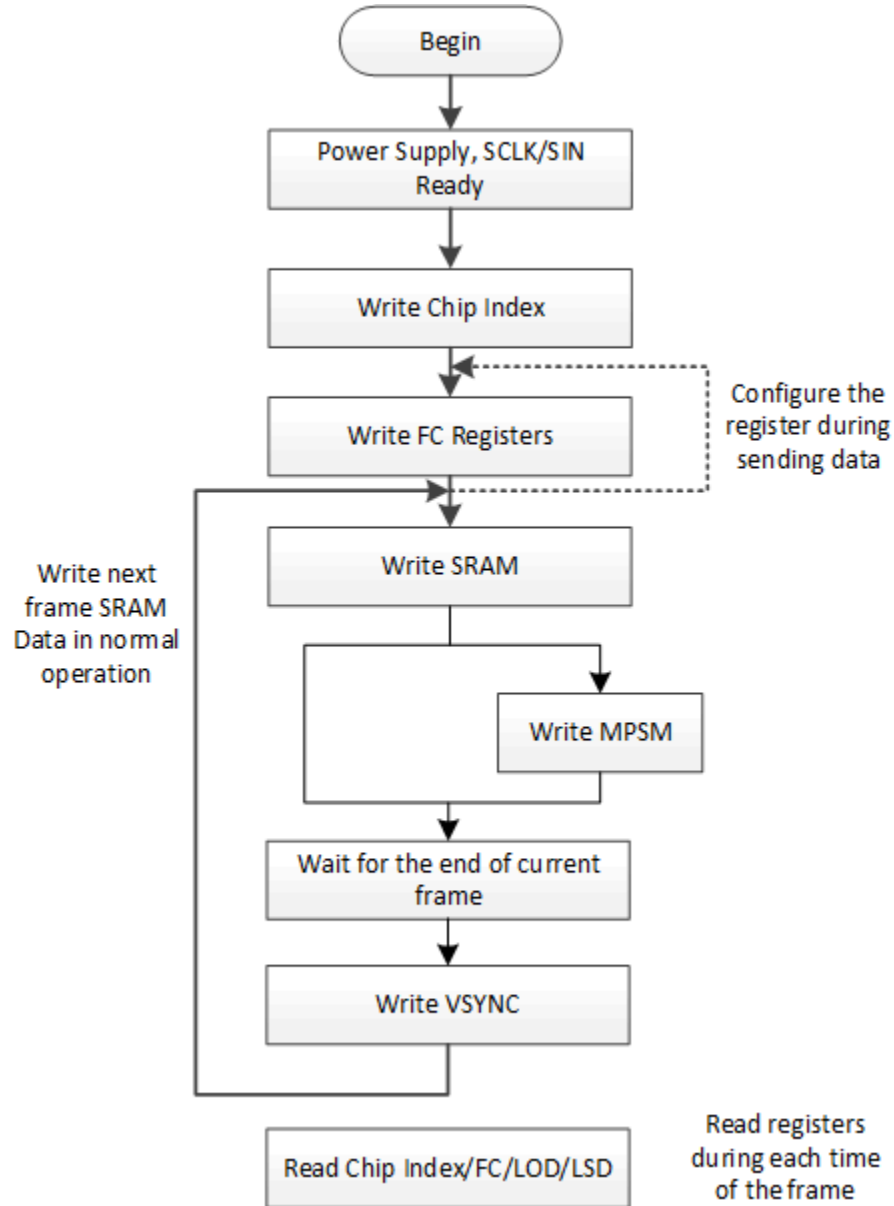 Begin
Power Supply, SCLK/SIN
Ready
Write Chip Index
Write FC Registers
Configure the
register during
sending data
Write SRAM
Write next
frame SRAM
Data in normal
operation
Write MPSM
Wait for the end of current
frame
Write VSYNC
Read Chip Index/FC/LOD/LSD
Read registers
during each time
of the frame